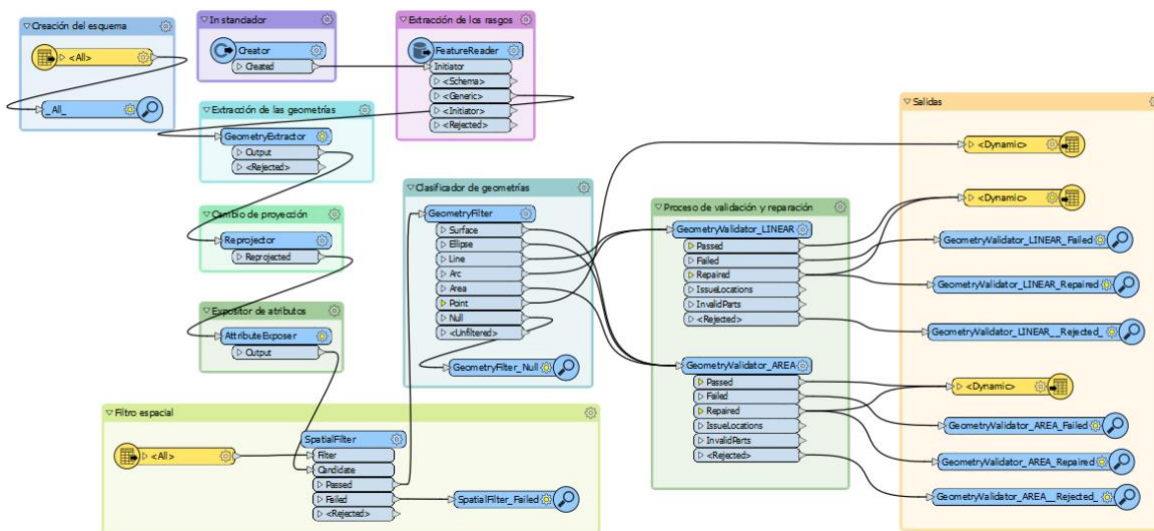 Creación del esquema
<All>
_All_
Instanciador
Creator
Created
Extracción de los rasgos
FeatureReader
Initiator
<Schema>
<Generic>
<Initiator>
<Rejected>
Extracción de las geometrías
GeometryExtractor
Output
<Rejected>
Cambio de proyección
Reprojector
Reprojected
Expositor de atributos
AttributeExposer
Output
Filtro espacial
<All>
SpatialFilter
Filter
Candidate
Passed
Failed
<Rejected>
SpatialFilter_Failed
Clasificador de geometrías
GeometryFilter
Surface
Ellipse
Line
Arc
Area
Point
Null
<Unfiltered>
GeometryFilter_Null
Proceso de validación y reparación
GeometryValidator_LINEAR
Passed
Failed
Repaired
IssueLocations
InvalidParts
<Rejected>
GeometryValidator_AREA
Passed
Failed
Repaired
IssueLocations
InvalidParts
<Rejected>
Salidas
<Dynamic>
<Dynamic>
GeometryValidator_LINEAR_Failed
GeometryValidator_LINEAR_Repaired
GeometryValidator_LINEAR__Rejected_
<Dynamic>
GeometryValidator_AREA_Failed
GeometryValidator_AREA_Repaired
GeometryValidator_AREA__Rejected_